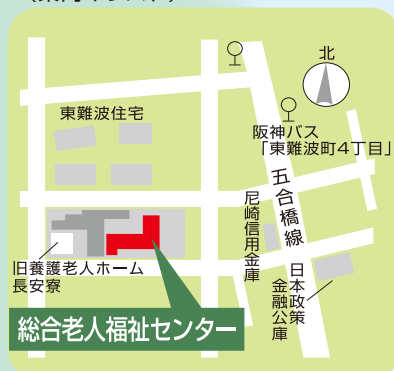 北
東難波住宅
阪神バス
「東難波町4丁目」
五合橋線
尼崎信用金庫
旧養護老人ホーム
長安寮
日本政策
金融公庫
総合老人福祉センター